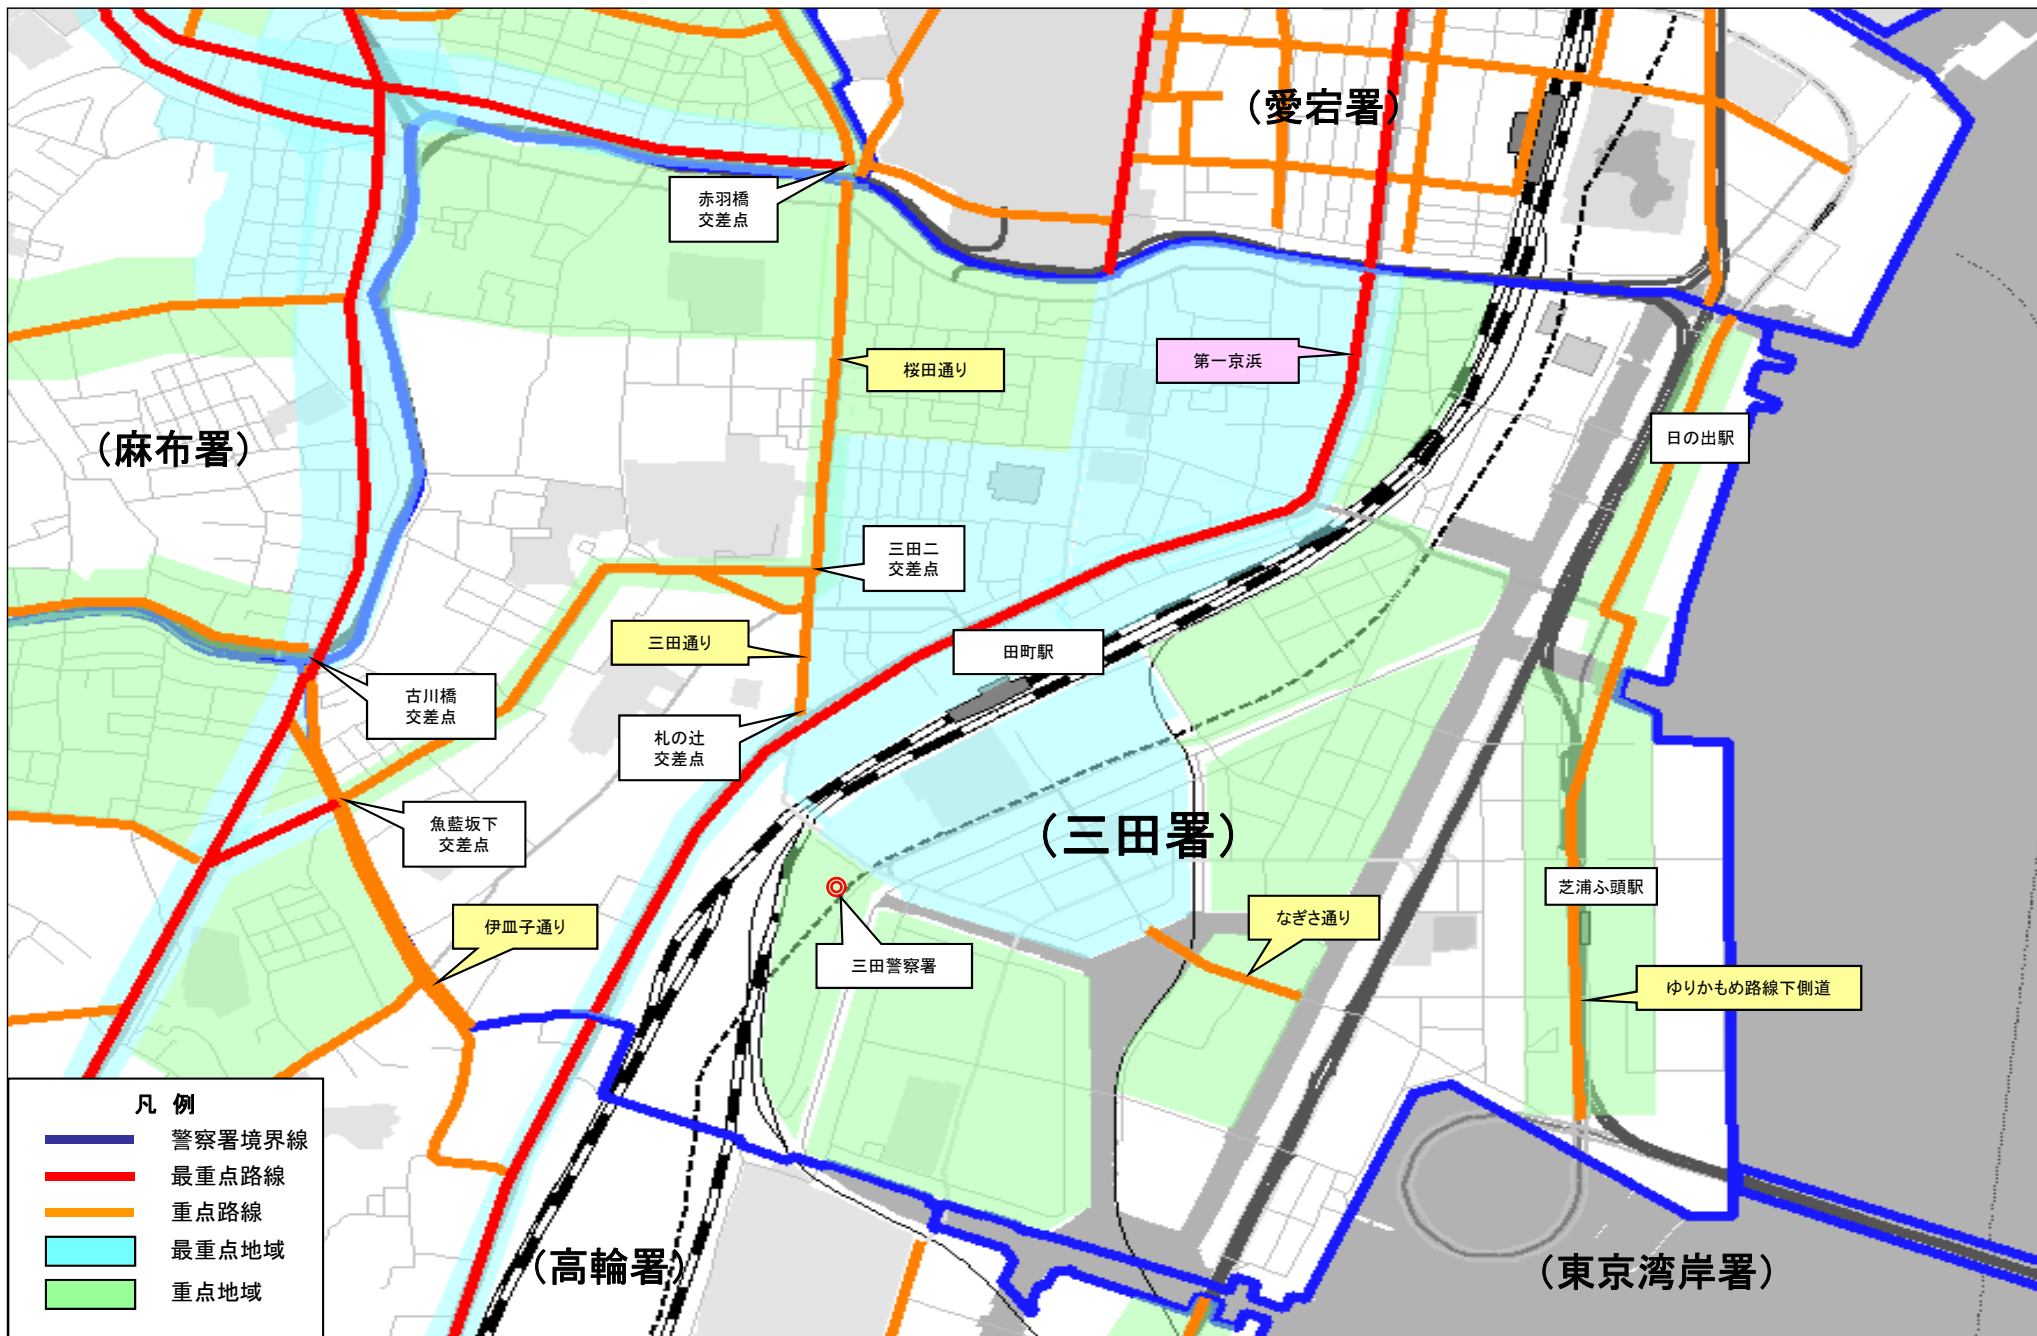 （愛宕署）
赤羽橋
交差点
桜田通り
第一京浜
日の出駅
（麻布署）
三田二
交差点
三田通り
田町駅
古川橋
交差点
札の辻
交差点
魚藍坂下
交差点
（三田署）
芝浦ふ頭駅
伊皿子通り
なぎさ通り
三田警察署
ゆりかもめ路線下側道
凡 例
警察署境界線
最重点路線
重点路線
最重点地域
重点地域
（高輪署）
（東京湾岸署）